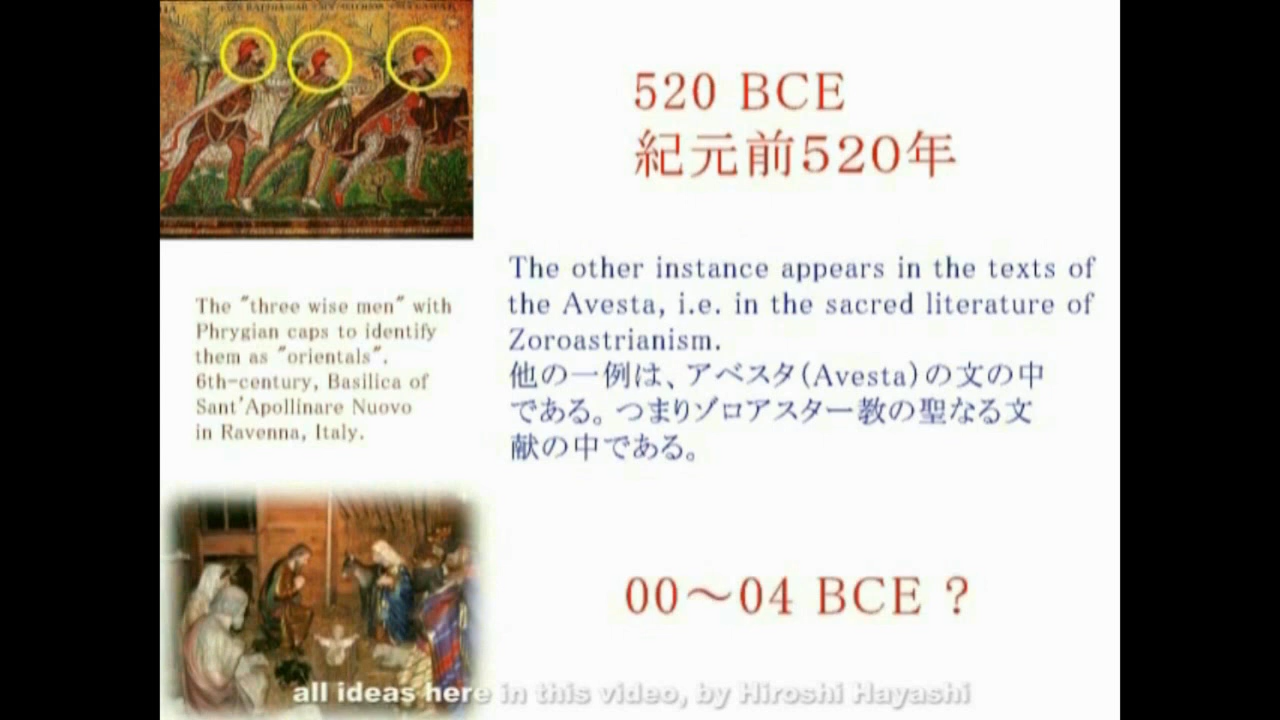 520 BCE
紀元前520年
The other instance appears in the texts of
the Avesta, i.e. in the sacred literature of
Zoroastrianism.
他の一例は、アベスタ(Avesta)の文の中
である。つまりゾロアスター教の聖なる文
献の中である。
The "three wise men" with
Phrygian caps to identify
them as "orientals".
6th-century, Basilica of
Sant'Apollinare Nuovo
in Ravenna, Italy.
00～04 BCE ?
all ideas here in this video, by Hiroshi Hayashi